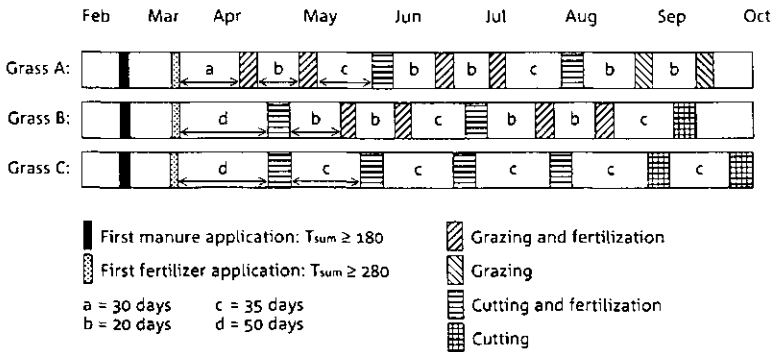 Feb Mar Apr May Jun Jul Aug Sep Oct
Grass A: a b c b b c b b
Grass B: d b b c b b c
Grass C: d c c c c c
First manure application: Tsum ≥ 180
First fertilizer application: Tsum ≥ 280
a = 30 days c = 35 days
b = 20 days d = 50 days
Grazing and fertilization
Grazing
Cutting and fertilization
Cutting